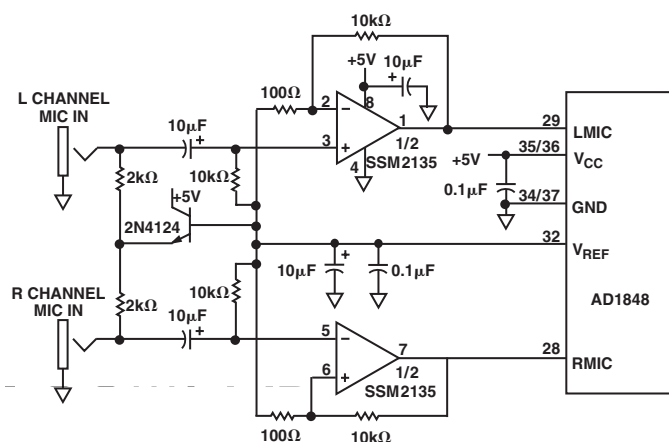 10kΩ
+5V
10µF
+
100Ω
2
−
8
1
3
+
4
1/2
SSM2135
L CHANNEL
MIC IN
10µF
+
2kΩ
10kΩ
+5V
2N4124
29
LMIC
35/36
+5V
VCC
0.1µF
34/37
GND
32
VREF
10µF
+
0.1µF
AD1848
R CHANNEL
MIC IN
2kΩ
10kΩ
10µF
+
5
−
7
6
+
1/2
SSM2135
28
RMIC
100Ω
10kΩ